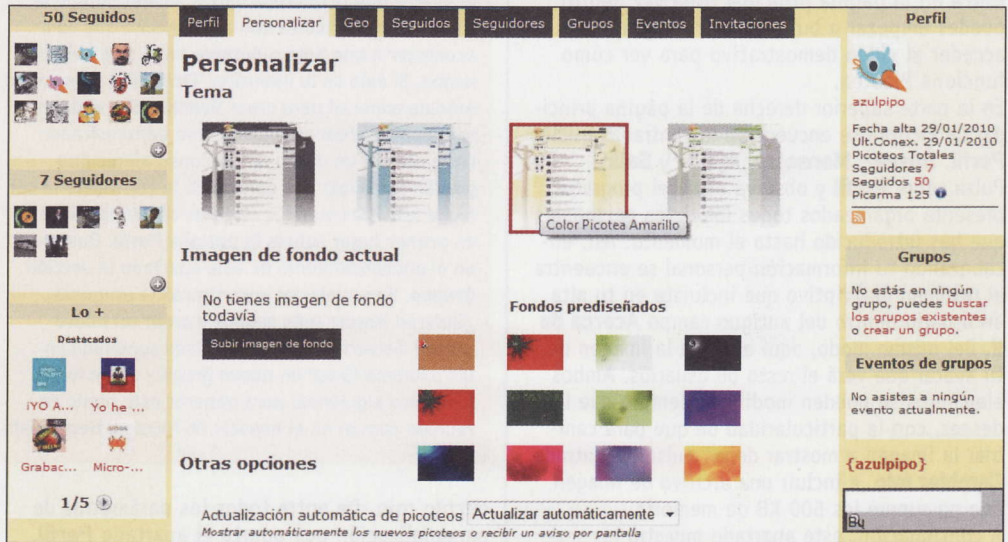 50 Seguidos
7 Seguidores
Lo +
Destacados
¡YO A...
Yo he ...
Grabac...
Micro-...
1/5
Perfil
Personalizar
Geo
Seguidos
Seguidores
Grupos
Eventos
Invitaciones
Personalizar
Tema
Color Picotea Amarillo
Imagen de fondo actual
No tienes imagen de fondo
todavía
Subir imagen de fondo
Fondos predefinidos
Otras opciones
Actualización automática de picoteos
Actualizar automáticamente
Mostrar automáticamente los nuevos picoteos o recibir un aviso por pantalla
Perfil
azulpipo
Fecha alta 29/01/2010
Ult.Conex. 29/01/2010
Picoteos Totales
Seguidores 7
Seguidos 50
Picarma 125
Grupos
No estás en ningún
grupo, puedes buscar
los grupos existentes
o crear un grupo.
Eventos de grupos
No asistes a ningún
evento actualmente.
{azulpipo}